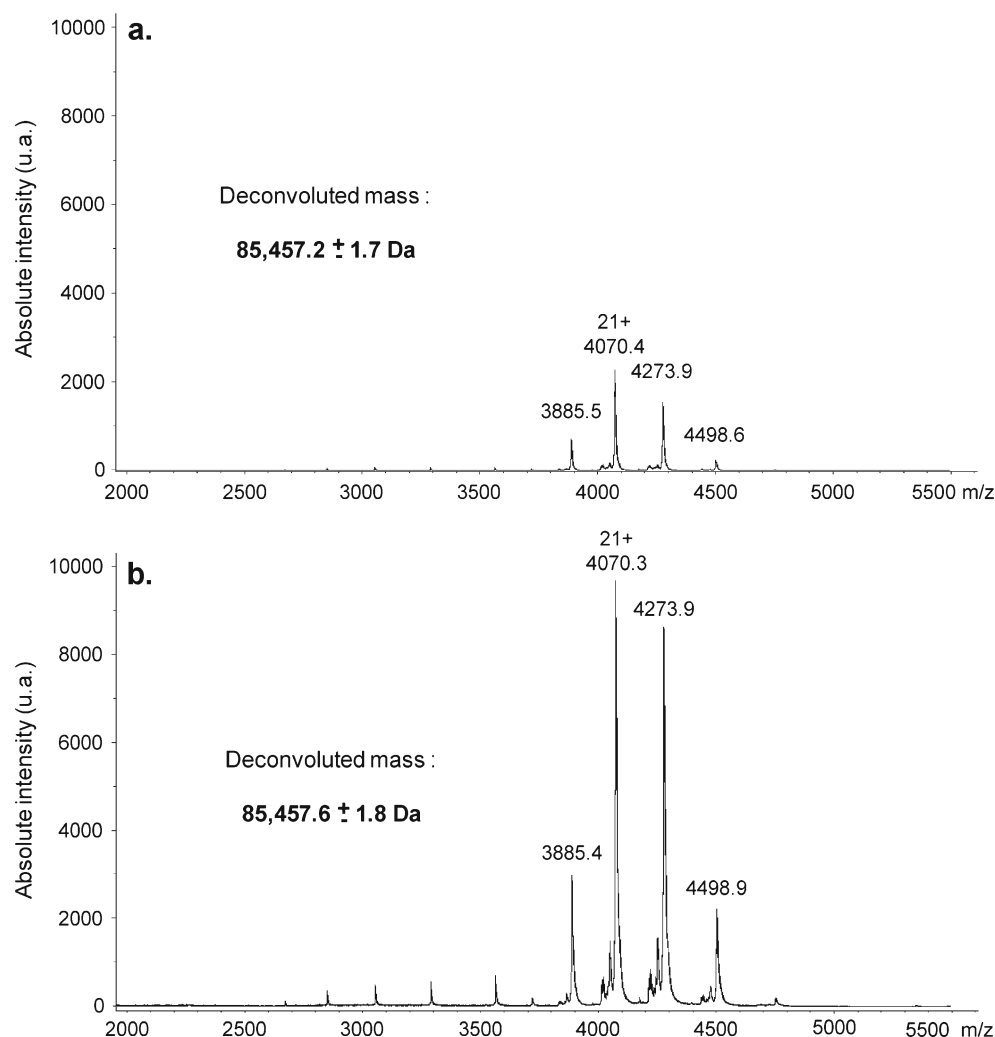 a.
10000
8000
6000
4000
2000
0
Absolute intensity (u.a.)
Deconvoluted mass :
85,457.2 ± 1.7 Da
21+
4070.4
4273.9
3885.5
4498.6
2000 2500 3000 3500 4000 4500 5000 5500 m/z
b.
10000
8000
6000
4000
2000
0
Absolute intensity (u.a.)
Deconvoluted mass :
85,457.6 ± 1.8 Da
21+
4070.3
4273.9
3885.4
4498.9
2000 2500 3000 3500 4000 4500 5000 5500 m/z